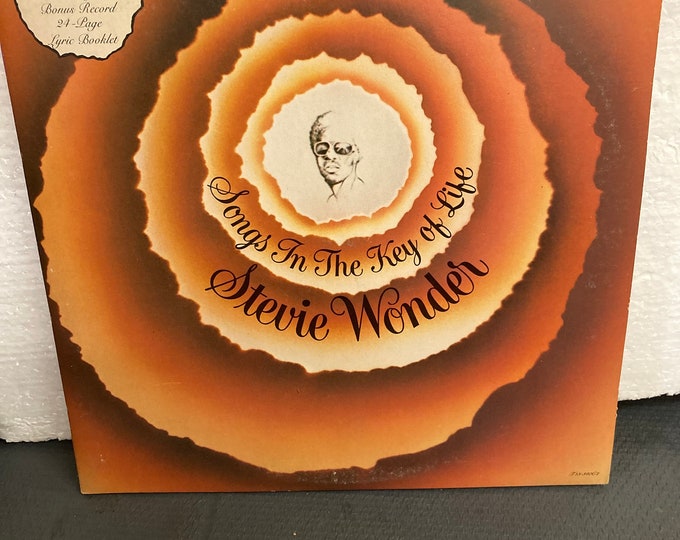 Bonus Record
24-Page
Lyric Booklet
Songs In The Key of Life
Stevie Wonder